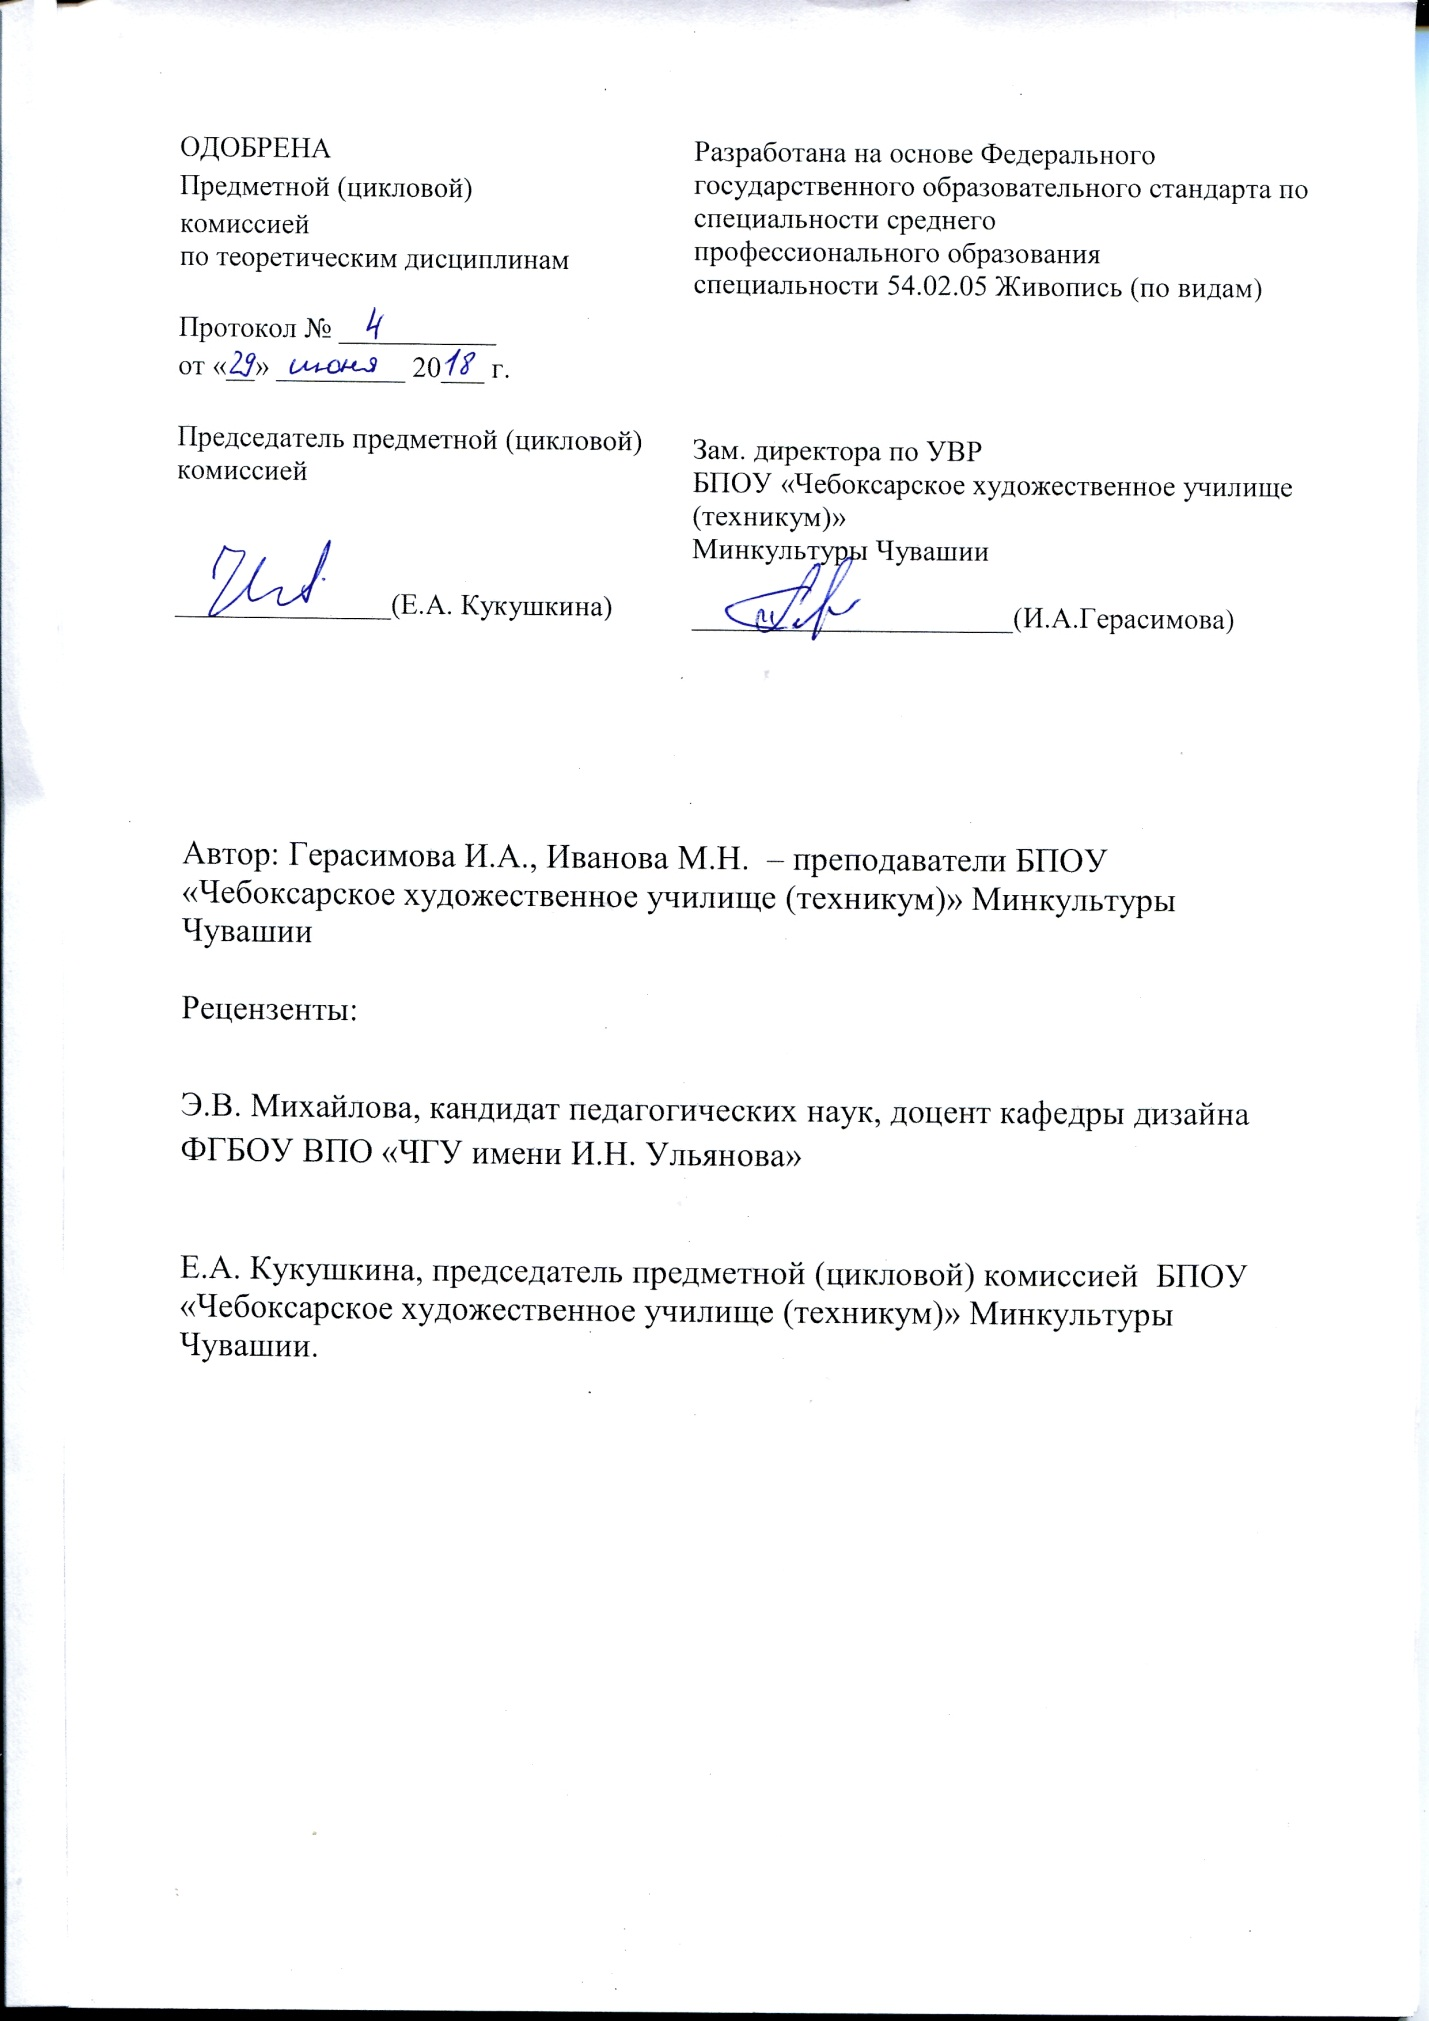 ОДОБРЕНА
Предметной (цикловой)
комиссией
по теоретическим дисциплинам
Протокол № 4
от «29» июня 2018 г.
Председатель предметной (цикловой)
комиссией
(Е.А. Кукушкина)
Разработана на основе Федерального
государственного образовательного стандарта по
специальности среднего
профессионального образования
специальности 54.02.05 Живопись (по видам)
Зам. директора по УВР
БПОУ «Чебоксарское художественное училище
(техникум)»
Минкультуры Чувашии
(И.А.Герасимова)
Автор: Герасимова И.А., Иванова М.Н. – преподаватели БПОУ
«Чебоксарское художественное училище (техникум)» Минкультуры
Чувашии
Рецензенты:
Э.В. Михайлова, кандидат педагогических наук, доцент кафедры дизайна
ФГБОУ ВПО «ЧГУ имени И.Н. Ульянова»
Е.А. Кукушкина, председатель предметной (цикловой) комиссией БПОУ
«Чебоксарское художественное училище (техникум)» Минкультуры
Чувашии.